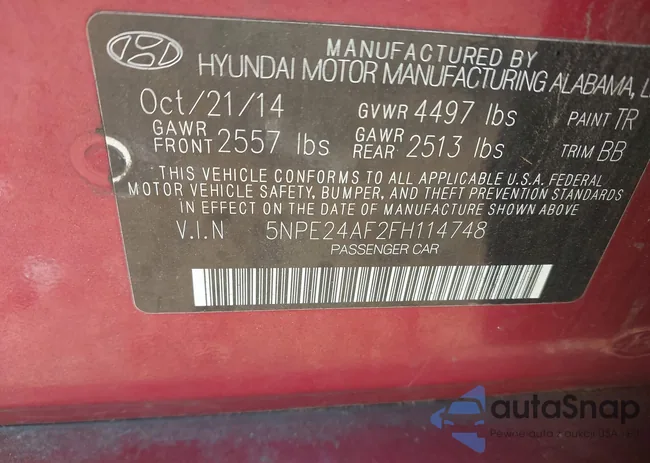 MANUFACTURED BY
HYUNDAI MOTOR MANUFACTURING ALABAMA, L
Oct/21/14 GVWR 4497 lbs PAINT TR
GAWR FRONT 2557 lbs GAWR REAR 2513 lbs TRIM BB
THIS VEHICLE CONFORMS TO ALL APPLICABLE U.S.A. FEDERAL
MOTOR VEHICLE SAFETY, BUMPER, AND THEFT PREVENTION STANDARDS
IN EFFECT ON THE DATE OF MANUFACTURE SHOWN ABOVE
V.I.N 5NPE24AF2FH114748
PASSENGER CAR
autaSnap